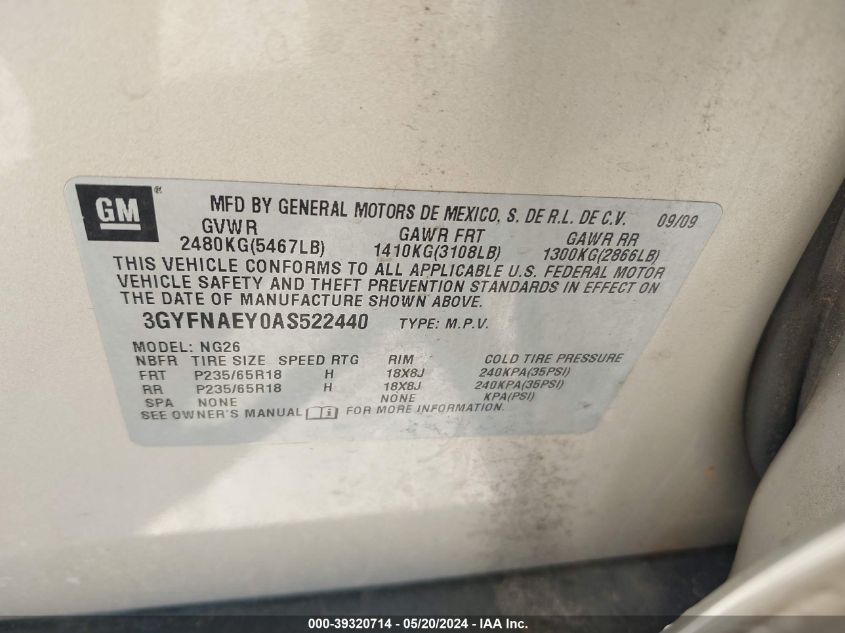 GM®
MFD BY GENERAL MOTORS DE MEXICO, S. DE R.L. DE C.V. 09/09
GVWR GAWR FRT GAWR RR
2480KG(5467LB) 1410KG(3108LB) 1300KG(2866LB)
THIS VEHICLE CONFORMS TO ALL APPLICABLE U.S. FEDERAL MOTOR
VEHICLE SAFETY AND THEFT PREVENTION STANDARDS IN EFFECT ON
THE DATE OF MANUFACTURE SHOWN ABOVE.
3GYFNAEY0AS522440 TYPE: M.P.V.
MODEL: NG26
NBFR TIRE SIZE SPEED RTG RIM COLD TIRE PRESSURE
FRT P235/65R18 H 18X8J 240KPA(35PSI)
RR P235/65R18 H 18X8J 240KPA(35PSI)
SPA NONE NONE KPA(PSI)
SEE OWNER'S MANUAL i FOR MORE INFORMATION.
000-39320714 - 05/20/2024 - IAA Inc.